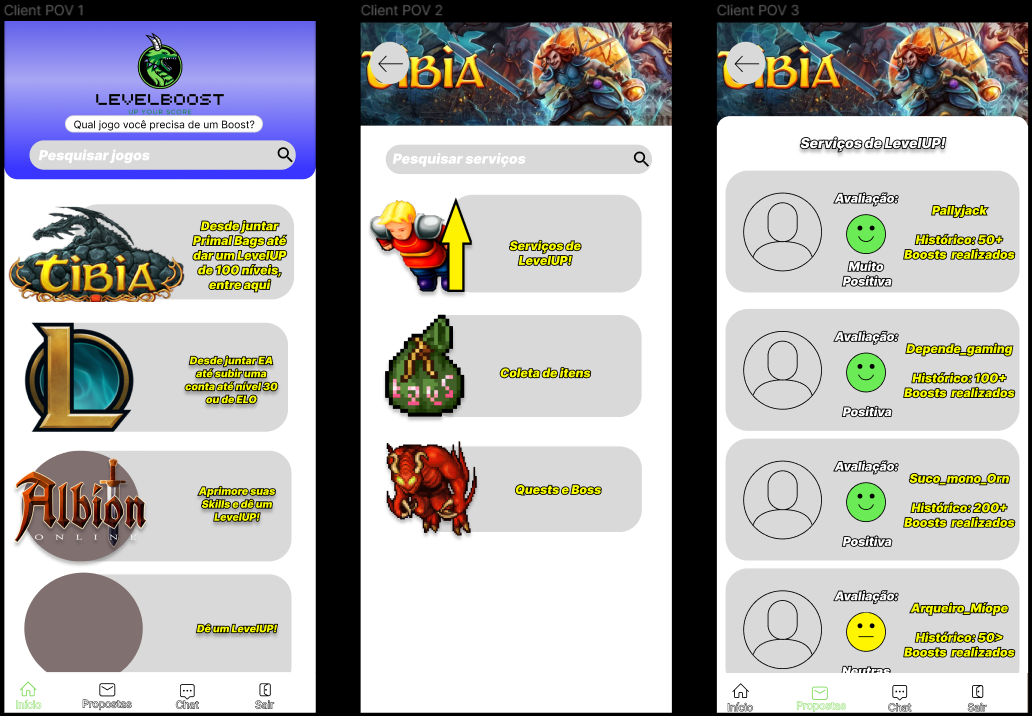 Client POV 1
LEVELBOOST
UP YOUR SCORE
Qual jogo você precisa de um Boost?
Pesquisar jogos
TIBIA
Desde juntar
Primal Bags até
dar um LevelUP
de 100 níveis,
entre aqui
L
Desde juntar EA
até subir uma
conta até nível 30
ou de ELO
Albion
ONLINE
Aprimore suas
Skills e dê um
LevelUP!
Dê um LevelUP!
Início
Propostas
Chat
Sair
Client POV 2
TIBIA
Pesquisar serviços
Serviços de
LevelUP!
Coleta de itens
Quests e Boss
Client POV 3
TIBIA
Serviços de LevelUP!
Avaliação:
Muito
Positiva
Pallyjack
Histórico: 50+
Boosts realizados
Avaliação:
Positiva
Depende_gaming
Histórico: 100+
Boosts realizados
Avaliação:
Positiva
Suco_mono_Orn
Histórico: 200+
Boosts realizados
Avaliação:
Neutras
Arqueiro_Míope
Histórico: 50>
Boosts realizados
Início
Propostas
Chat
Sair